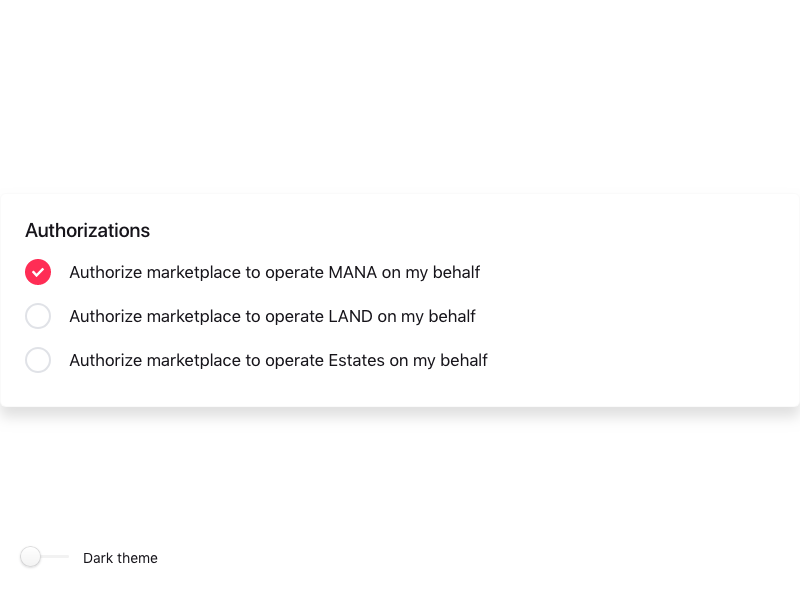 Authorizations
Authorize marketplace to operate MANA on my behalf
Authorize marketplace to operate LAND on my behalf
Authorize marketplace to operate Estates on my behalf
Dark theme